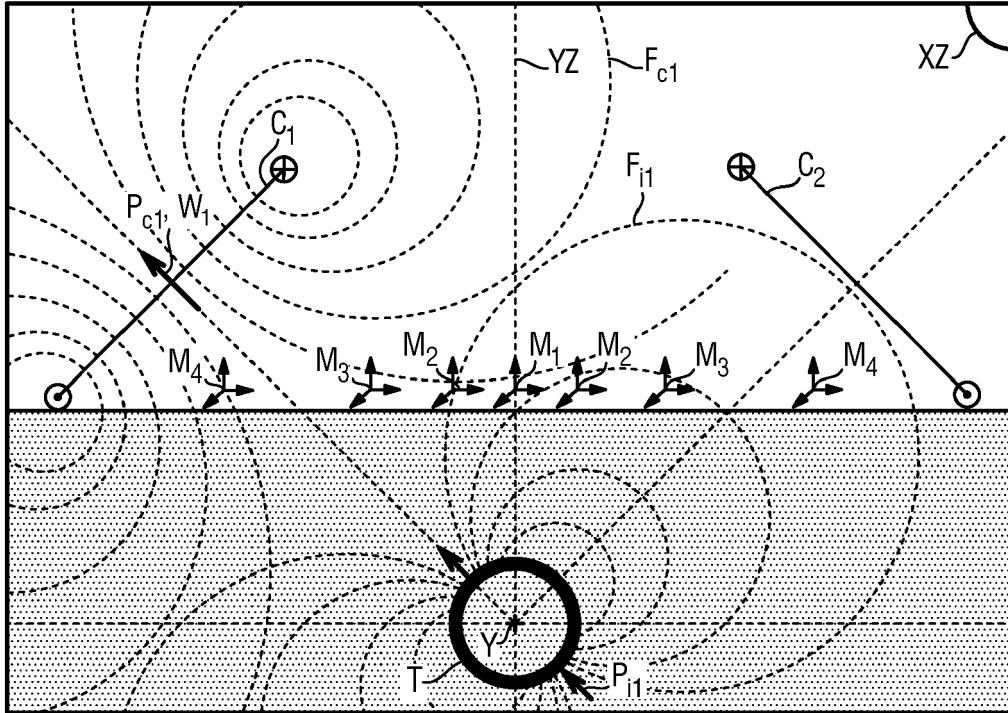 YZ
F_c1
XZ
C_1
F_i1
C_2
P_c1, W_1
M_4
M_3
M_2
M_1
M_2
M_3
M_4
Y
T
P_i1